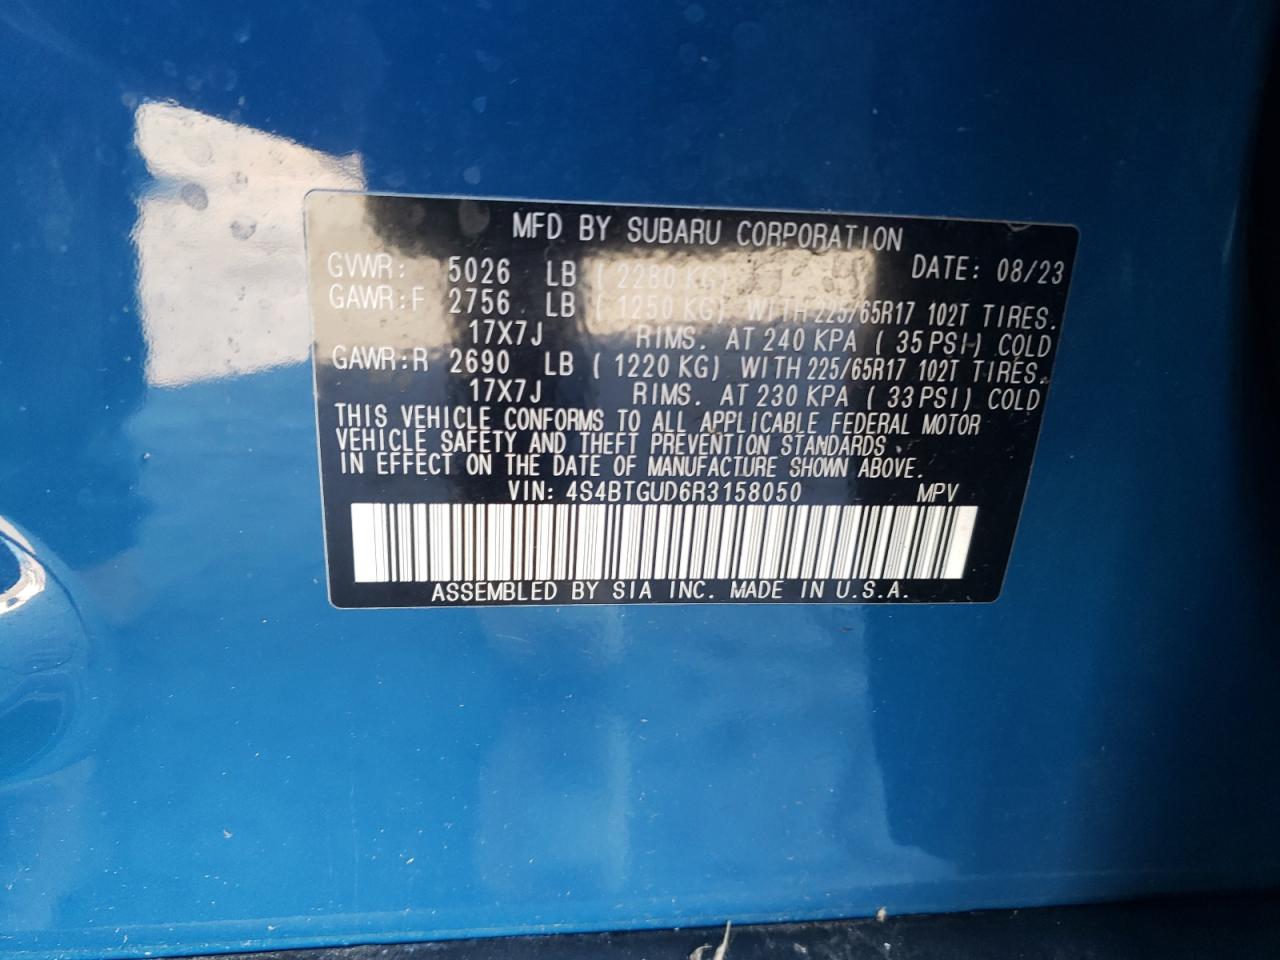 MFD BY SUBARU CORPORATION
GVWR: 5026 LB ( 2280 KG) DATE: 08/23
GAWR:F 2756 LB ( 1250 KG) WITH 225/65R17 102T TIRES.
17X7J RIMS. AT 240 KPA ( 35 PSI) COLD
GAWR:R 2690 LB ( 1220 KG) WITH 225/65R17 102T TIRES.
17X7J RIMS. AT 230 KPA ( 33 PSI) COLD
THIS VEHICLE CONFORMS TO ALL APPLICABLE FEDERAL MOTOR
VEHICLE SAFETY AND THEFT PREVENTION STANDARDS
IN EFFECT ON THE DATE OF MANUFACTURE SHOWN ABOVE.
VIN: 4S4BTGUD6R3158050 MPV
ASSEMBLED BY SIA INC. MADE IN U.S.A.